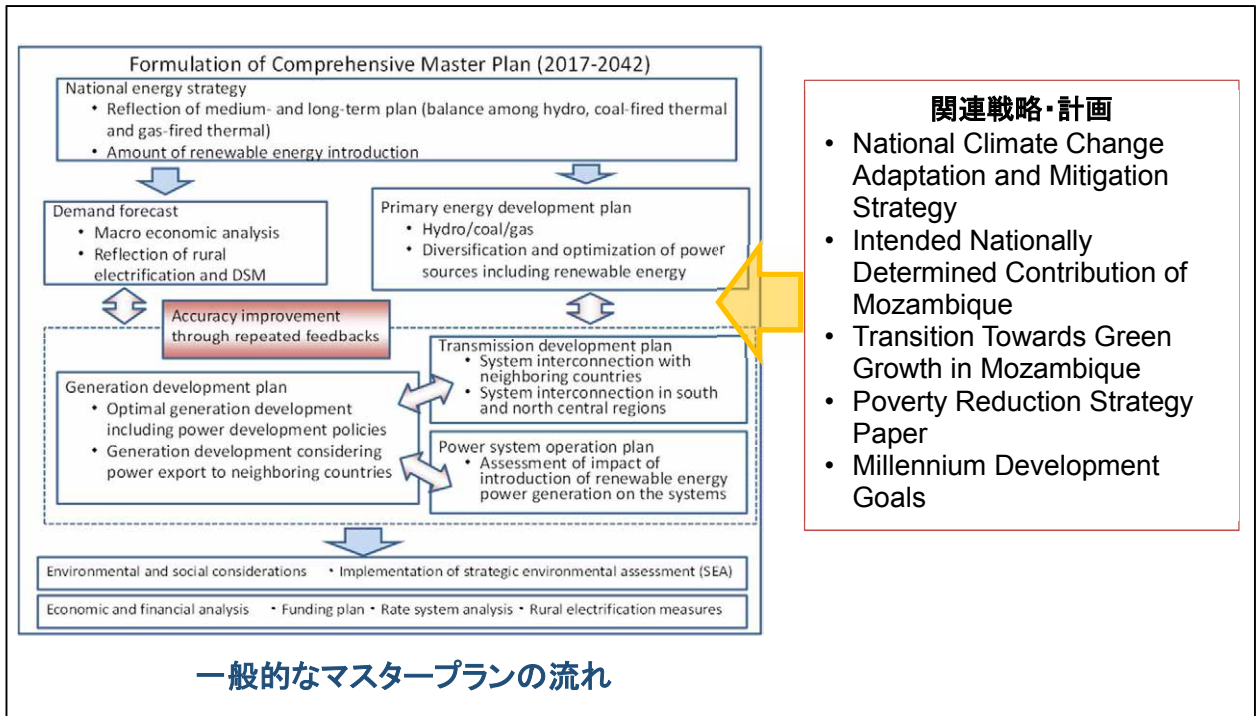 Formulation of Comprehensive Master Plan (2017-2042)
National energy strategy
• Reflection of medium- and long-term plan (balance among hydro, coal-fired thermal
and gas-fired thermal)
• Amount of renewable energy introduction
Demand forecast
• Macro economic analysis
• Reflection of rural
electrification and DSM
Primary energy development plan
• Hydro/coal/gas
• Diversification and optimization of power
sources including renewable energy
Accuracy improvement
through repeated feedbacks
Transmission development plan
• System interconnection with
neighboring countries
• System interconnection in south
and north central regions
Generation development plan
• Optimal generation development
including power development policies
• Generation development considering
power export to neighboring countries
Power system operation plan
• Assessment of impact of
introduction of renewable energy
power generation on the systems
Environmental and social considerations ・Implementation of strategic environmental assessment (SEA)
Economic and financial analysis ・Funding plan・Rate system analysis・Rural electrification measures
一般的なマスタープランの流れ
関連戦略・計画
• National Climate Change
Adaptation and Mitigation
Strategy
• Intended Nationally
Determined Contribution of
Mozambique
• Transition Towards Green
Growth in Mozambique
• Poverty Reduction Strategy
Paper
• Millennium Development
Goals